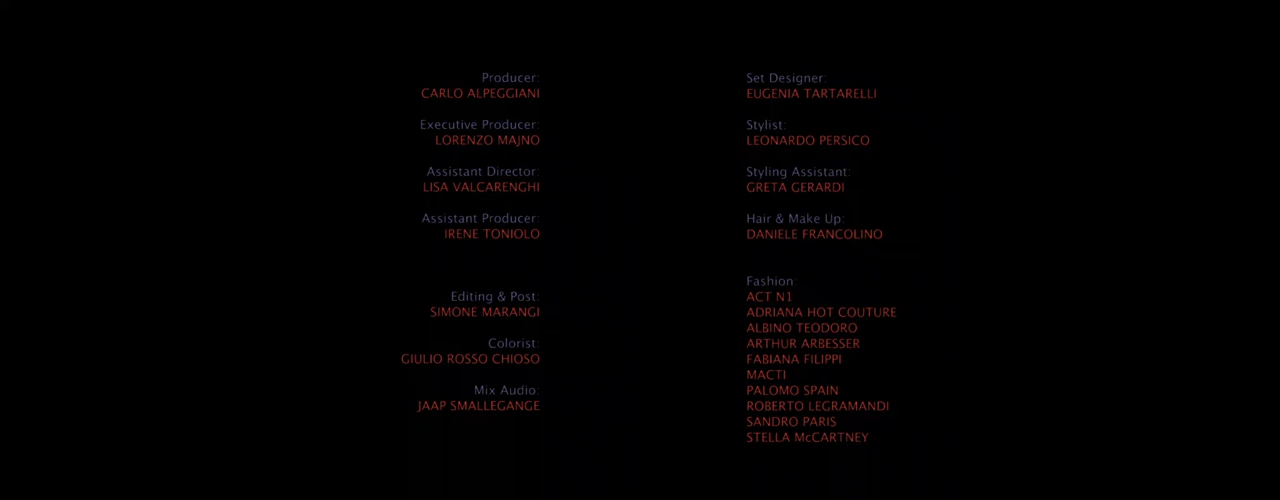 Producer:
CARLO ALPEGGIANI
Executive Producer:
LORENZO MAJNO
Assistant Director:
LISA VALCARENGHI
Assistant Producer:
IRENE TONIOLO
Editing & Post:
SIMONE MARANGI
Colorist:
GIULIO ROSSO CHIOSO
Mix Audio:
JAAP SMALLEGANGE
Set Designer:
EUGENIA TARTARELLI
Stylist:
LEONARDO PERSICO
Styling Assistant:
GRETA GERARDI
Hair & Make Up:
DANIELE FRANCOLINO
Fashion:
ACT N1
ADRIANA HOT COUTURE
ALBINO TEODORO
ARTHUR ARBESSER
FABIANA FILIPPI
MACTI
PALOMO SPAIN
ROBERTO LEGRAMANDI
SANDRO PARIS
STELLA McCARTNEY